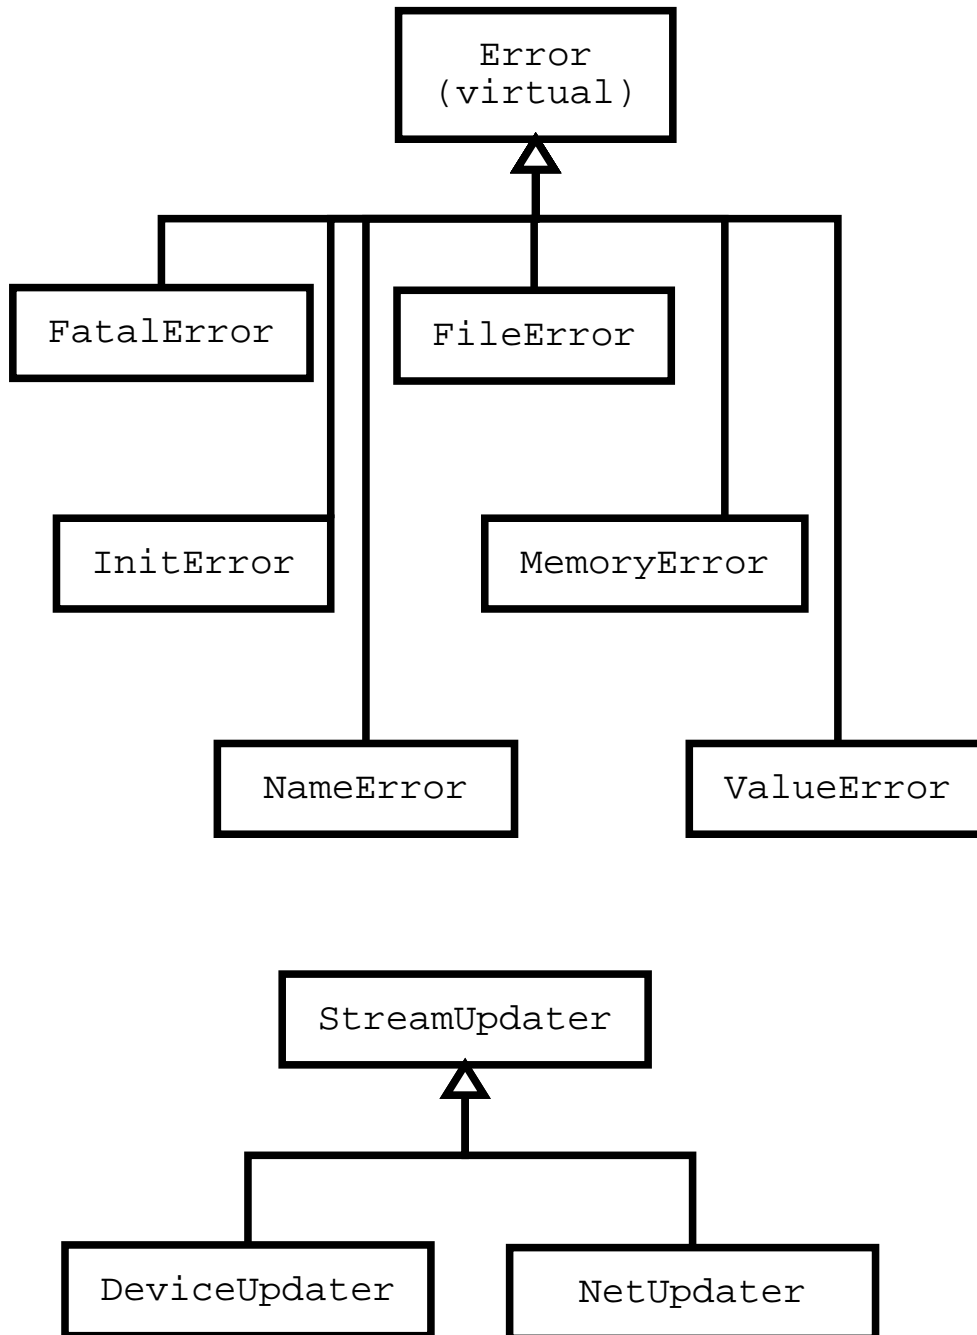 Error
(virtual)
FatalError
FileError
InitError
MemoryError
NameError
ValueError
StreamUpdater
DeviceUpdater
NetUpdater